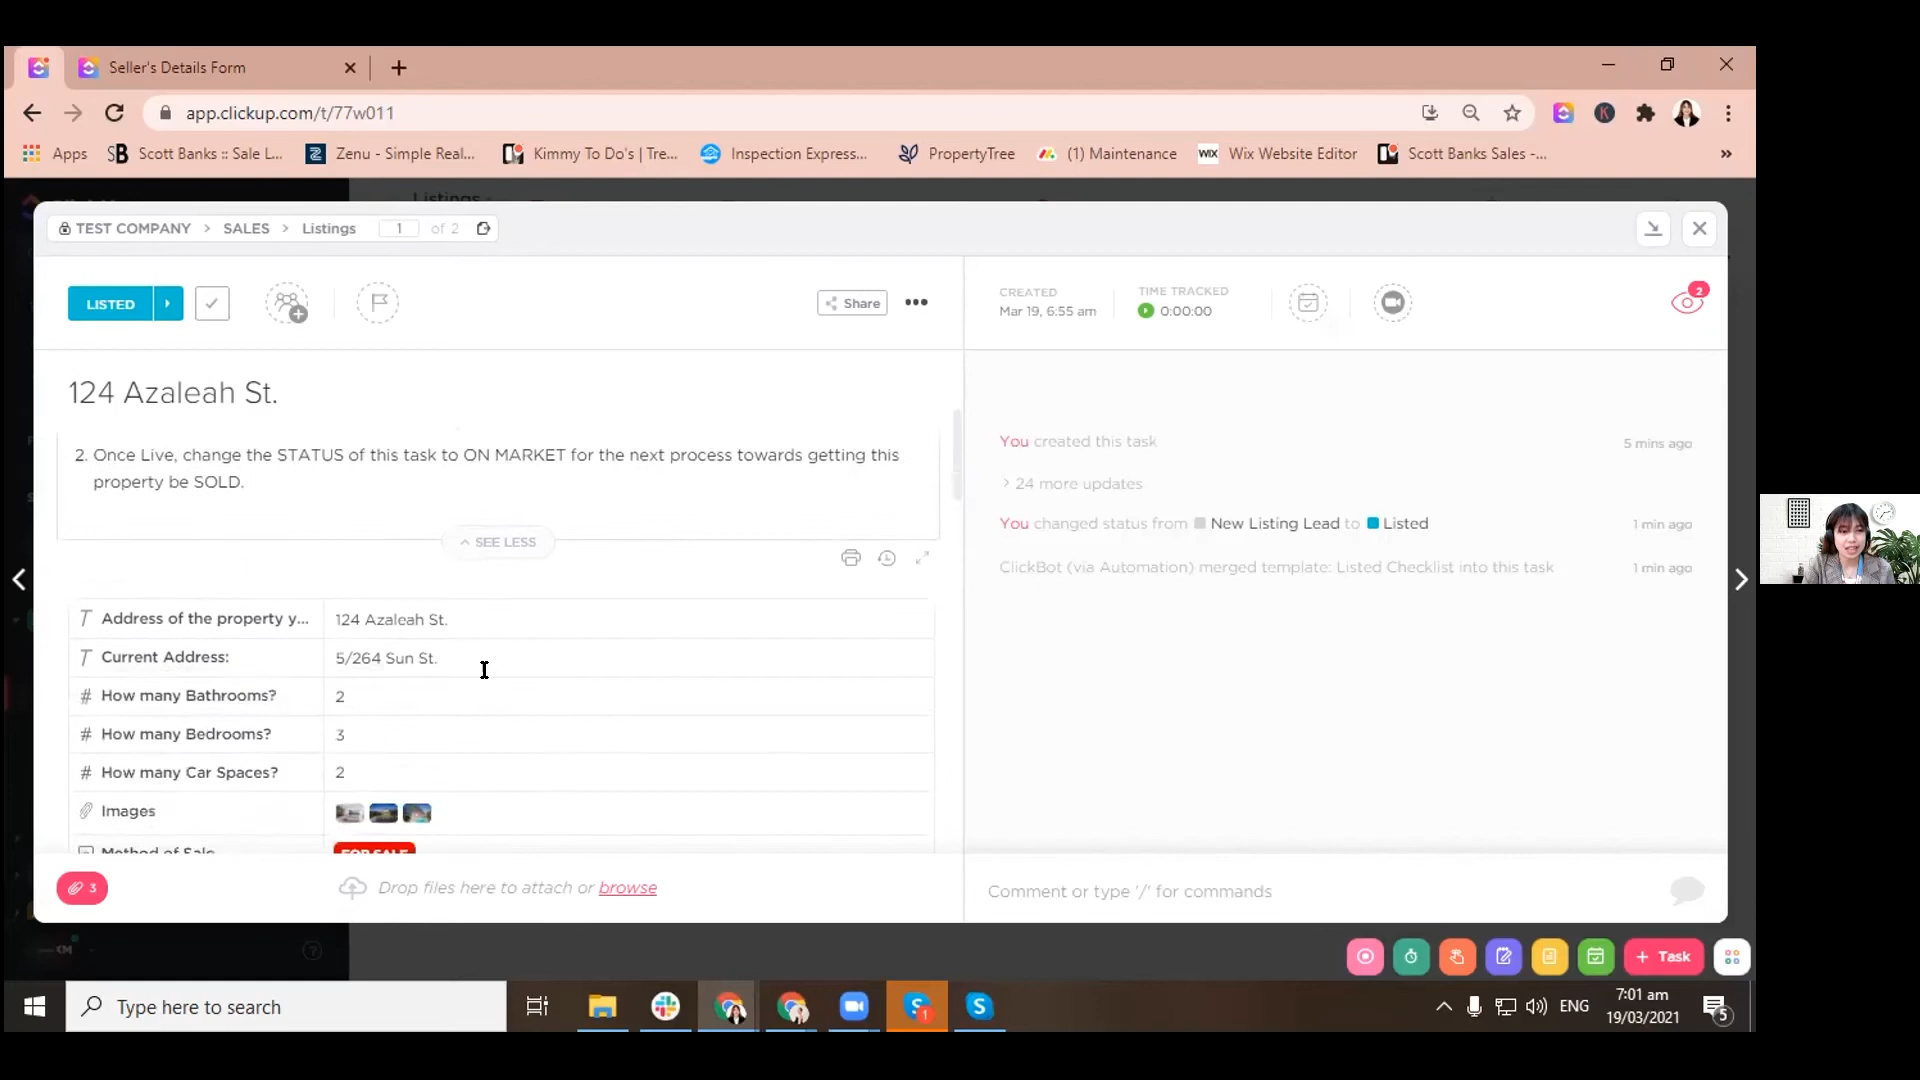 Seller's Details Form
app.clickup.com/t/77w011
Apps
Scott Banks :: Sale L...
Zenu - Simple Real...
Kimmy To Do's | Tre...
Inspection Express...
PropertyTree
(1) Maintenance
WIX
Wix Website Editor
Scott Banks Sales -...
»
Listings
TEST COMPANY > SALES > Listings 1 of 2
LISTED
Share
CREATED
Mar 19, 6:55 am
TIME TRACKED
0:00:00
2
124 Azaleah St.
2. Once Live, change the STATUS of this task to ON MARKET for the next process towards getting this
property be SOLD.
SEE LESS
Address of the property y... 124 Azaleah St.
Current Address: 5/264 Sun St.
# How many Bathrooms? 2
# How many Bedrooms? 3
# How many Car Spaces? 2
Images
Method of Sale FOR SALE
3
Drop files here to attach or browse
You created this task 5 mins ago
> 24 more updates
You changed status from New Listing Lead to Listed 1 min ago
ClickBot (via Automation) merged template: Listed Checklist into this task 1 min ago
Comment or type '/' for commands
+ Task
Type here to search
1
ENG
7:01 am
19/03/2021
5